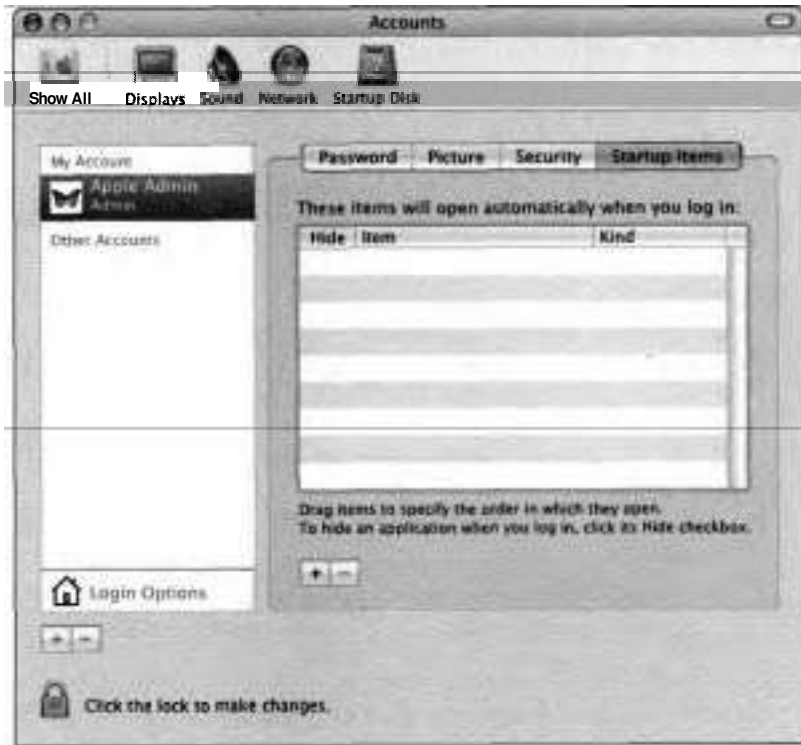 Accounts
Show All Displays Sound Network Startup Disk
My Account
Apple Admin
Admin
Other Accounts
Login Options
Password Picture Security Startup Items
These items will open automatically when you log in:
Hide Item Kind
Drag items to specify the order in which they open.
To hide an application when you log in, click its Hide checkbox.
+ -
+ -
Click the lock to make changes.